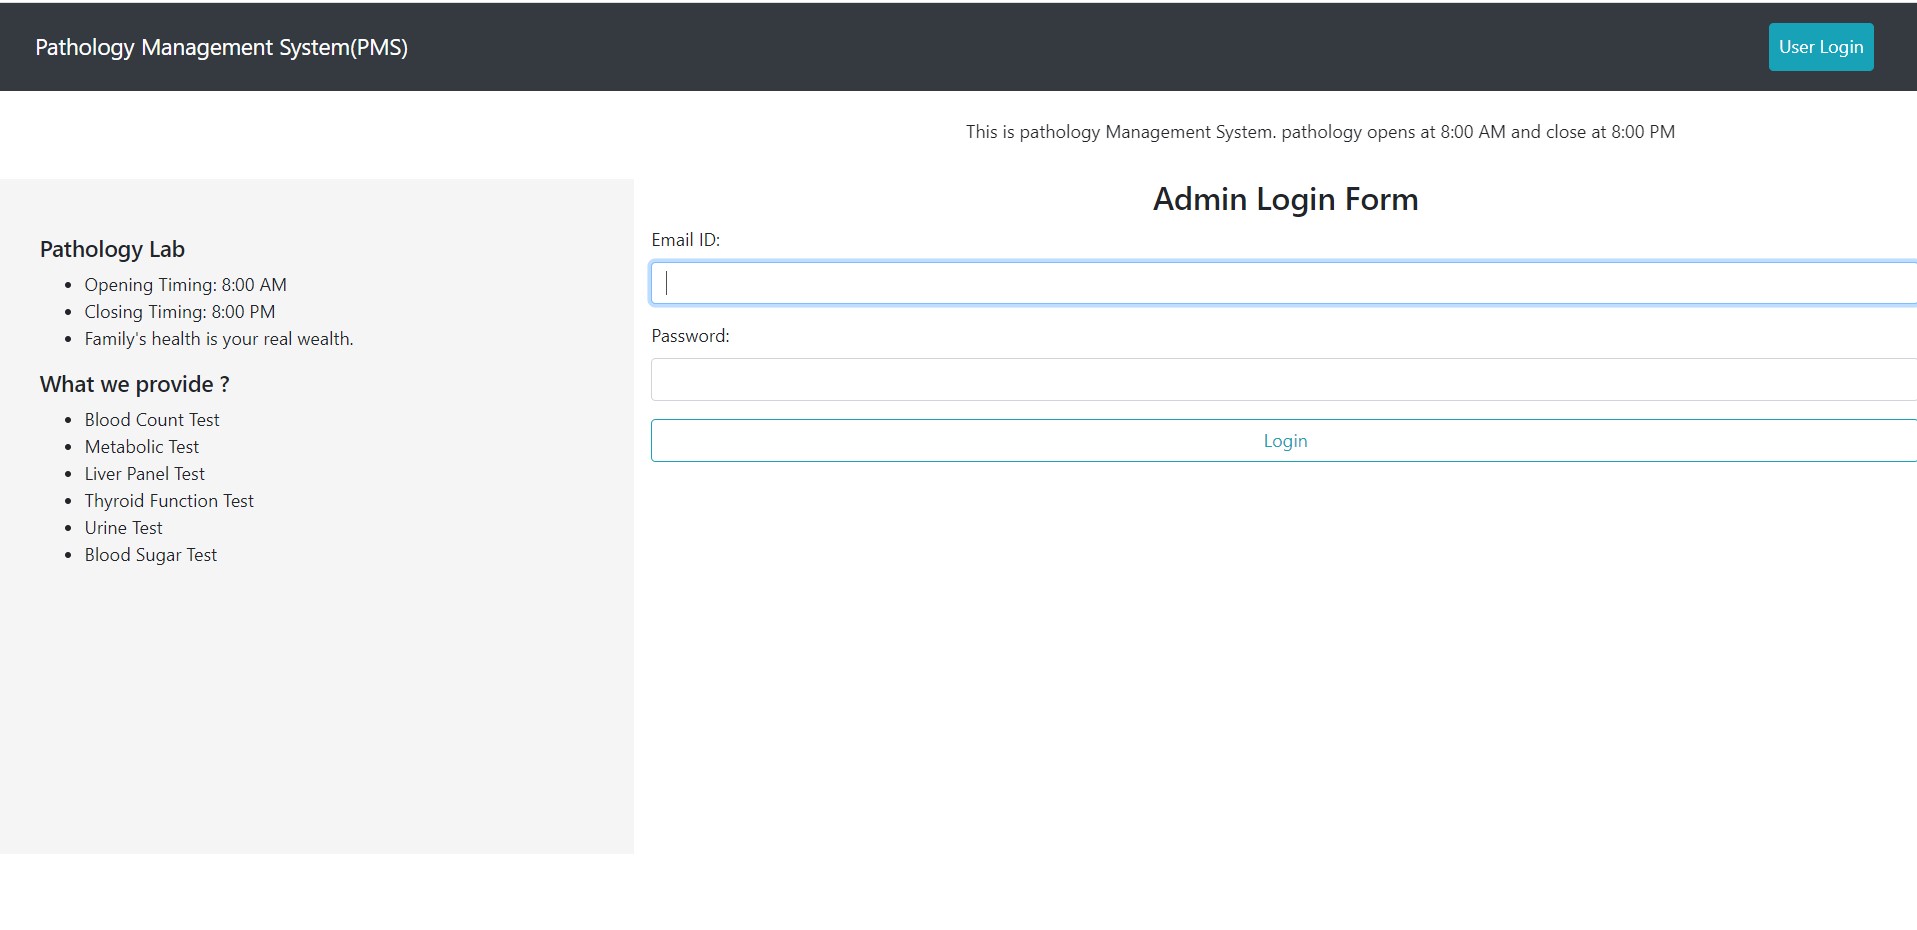 Pathology Management System(PMS)
User Login
This is pathology Management System. pathology opens at 8:00 AM and close at 8:00 PM
Pathology Lab
Opening Timing: 8:00 AM
Closing Timing: 8:00 PM
Family's health is your real wealth.
What we provide ?
Blood Count Test
Metabolic Test
Liver Panel Test
Thyroid Function Test
Urine Test
Blood Sugar Test
Admin Login Form
Email ID:
Password:
Login